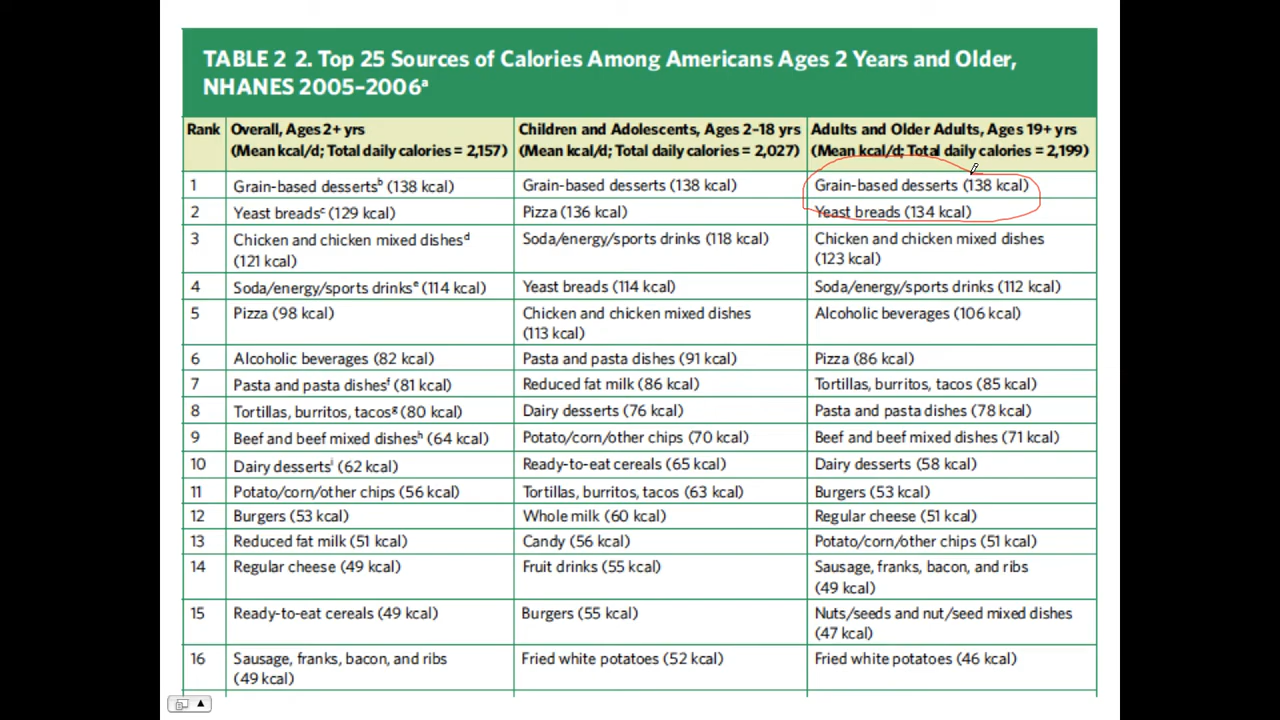 TABLE 2 2. Top 25 Sources of Calories Among Americans Ages 2 Years and Older,
NHANES 2005–2006ᵃ
Rank Overall, Ages 2+ yrs Children and Adolescents, Ages 2–18 yrs Adults and Older Adults, Ages 19+ yrs
(Mean kcal/d; Total daily calories = 2,157) (Mean kcal/d; Total daily calories = 2,027) (Mean kcal/d; Total daily calories = 2,199)
1 Grain-based dessertsᵇ (138 kcal) Grain-based desserts (138 kcal) Grain-based desserts (138 kcal)
2 Yeast breadsᶜ (129 kcal) Pizza (136 kcal) Yeast breads (134 kcal)
3 Chicken and chicken mixed dishesᵈ Soda/energy/sports drinks (118 kcal) Chicken and chicken mixed dishes
(121 kcal) (123 kcal)
4 Soda/energy/sports drinksᵉ (114 kcal) Yeast breads (114 kcal) Soda/energy/sports drinks (112 kcal)
5 Pizza (98 kcal) Chicken and chicken mixed dishes Alcoholic beverages (106 kcal)
(113 kcal)
6 Alcoholic beverages (82 kcal) Pasta and pasta dishes (91 kcal) Pizza (86 kcal)
7 Pasta and pasta dishesᶠ (81 kcal) Reduced fat milk (86 kcal) Tortillas, burritos, tacos (85 kcal)
8 Tortillas, burritos, tacosᵍ (80 kcal) Dairy desserts (76 kcal) Pasta and pasta dishes (78 kcal)
9 Beef and beef mixed dishesʰ (64 kcal) Potato/corn/other chips (70 kcal) Beef and beef mixed dishes (71 kcal)
10 Dairy dessertsⁱ (62 kcal) Ready-to-eat cereals (65 kcal) Dairy desserts (58 kcal)
11 Potato/corn/other chips (56 kcal) Tortillas, burritos, tacos (63 kcal) Burgers (53 kcal)
12 Burgers (53 kcal) Whole milk (60 kcal) Regular cheese (51 kcal)
13 Reduced fat milk (51 kcal) Candy (56 kcal) Potato/corn/other chips (51 kcal)
14 Regular cheese (49 kcal) Fruit drinks (55 kcal) Sausage, franks, bacon, and ribs
(49 kcal)
15 Ready-to-eat cereals (49 kcal) Burgers (55 kcal) Nuts/seeds and nut/seed mixed dishes
(47 kcal)
16 Sausage, franks, bacon, and ribs Fried white potatoes (52 kcal) Fried white potatoes (46 kcal)
(49 kcal)